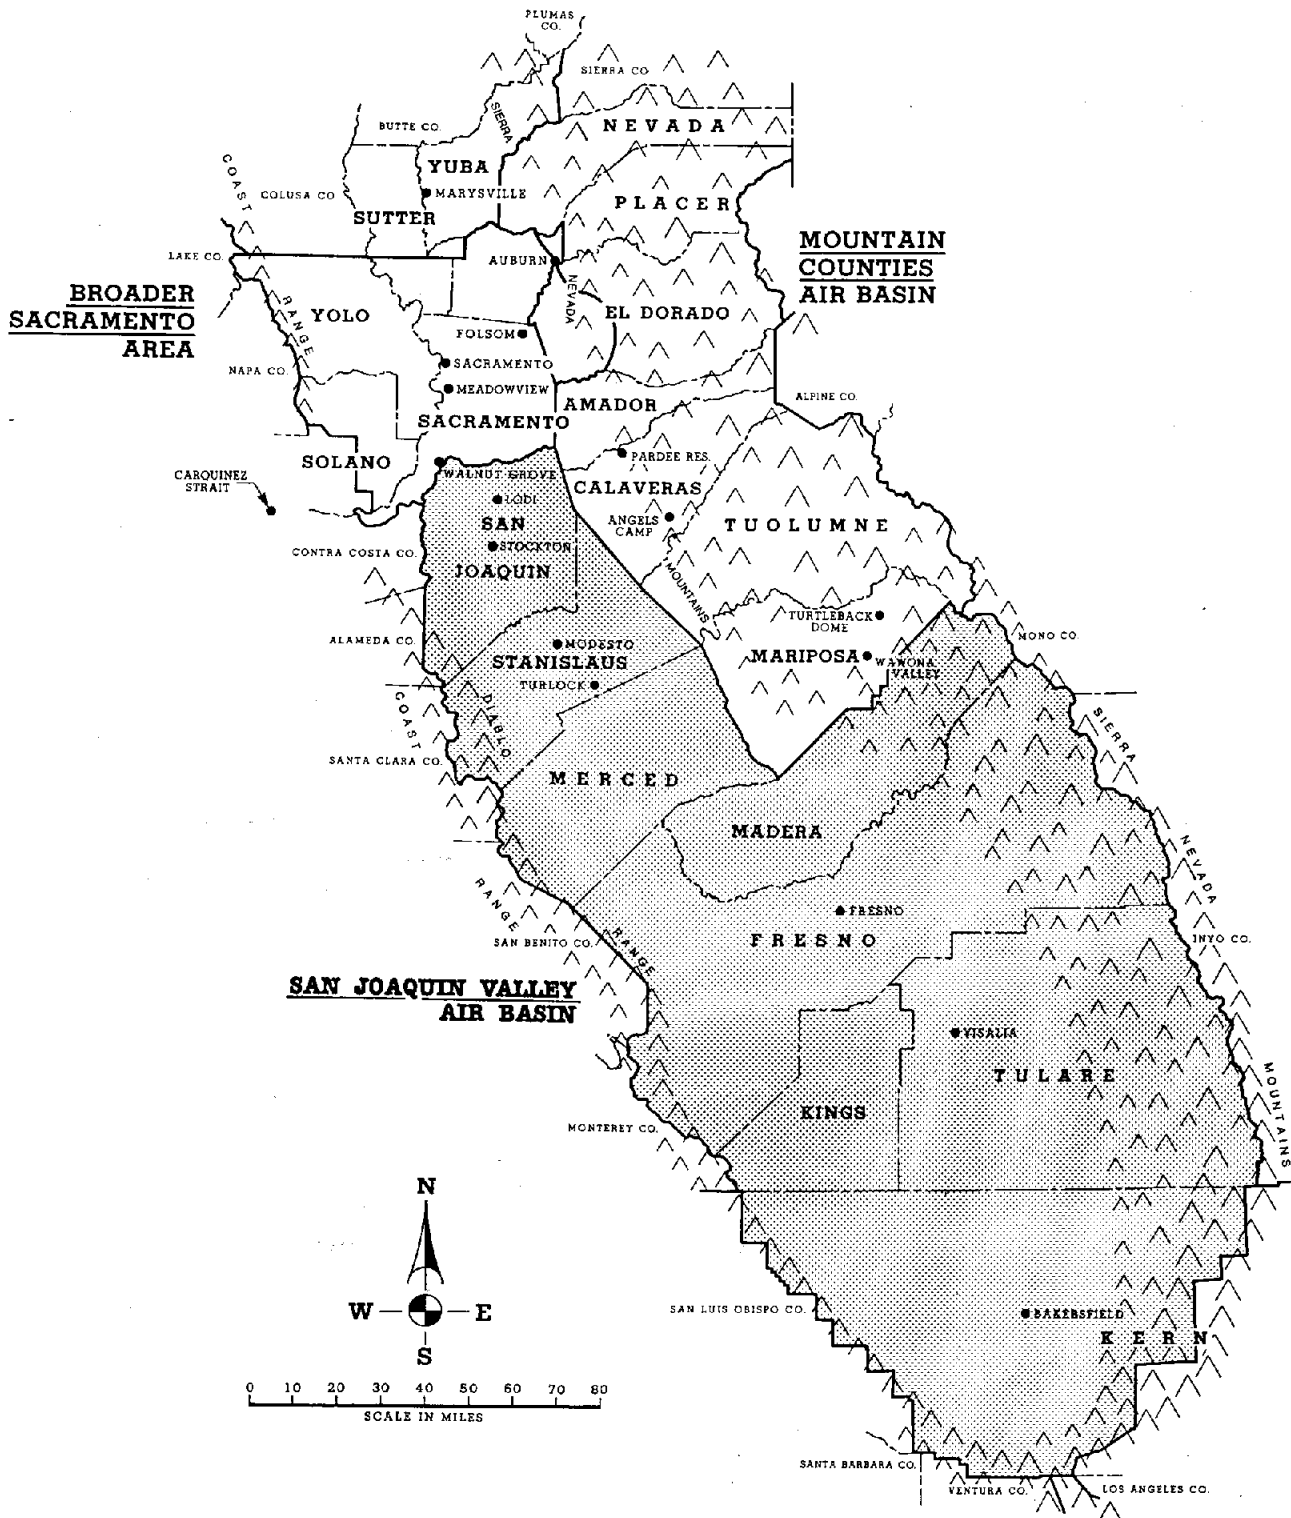 PLUMAS
CO.
SIERRA CO
NEVADA
BUTTE CO.
SIERRA
YUBA
MARYSVILLE
COAST
COLUSA CO
SUTTER
PLACER
MOUNTAIN
COUNTIES
AIR BASIN
LAKE CO.
AUBURN
NEVADA
BROADER
SACRAMENTO
AREA
RANGE
YOLO
EL DORADO
FOLSOM
SACRAMENTO
NAPA CO.
MEADOWVIEW
AMADOR
ALPINE CO.
SACRAMENTO
SOLANO
PARDEE RES.
WALNUT GROVE
CARQUINEZ
STRAIT
CALAVERAS
LODI
ANGELS
CAMP
SAN
JOAQUIN
TUOLUMNE
STOCKTON
CONTRA COSTA CO.
MOUNTAINS
TURTLEBACK
DOME
ALAMEDA CO.
MODESTO
MONO CO.
STANISLAUS
MARIPOSA
WAWONA
VALLEY
TURLOCK
COAST
DIABLO
SIERRA
SANTA CLARA CO.
MERCED
MADERA
NEVADA
RANGE
FRESNO
SAN BENITO CO.
RANGE
FRESNO
INYO CO.
SAN JOAQUIN VALLEY
AIR BASIN
VISALIA
TULARE
MOUNTAINS
KINGS
MONTEREY CO.
N
W
E
S
SAN LUIS OBISPO CO.
BAKERSFIELD
KERN
0 10 20 30 40 50 60 70 80
SCALE IN MILES
SANTA BARBARA CO.
VENTURA CO.
LOS ANGELES CO.